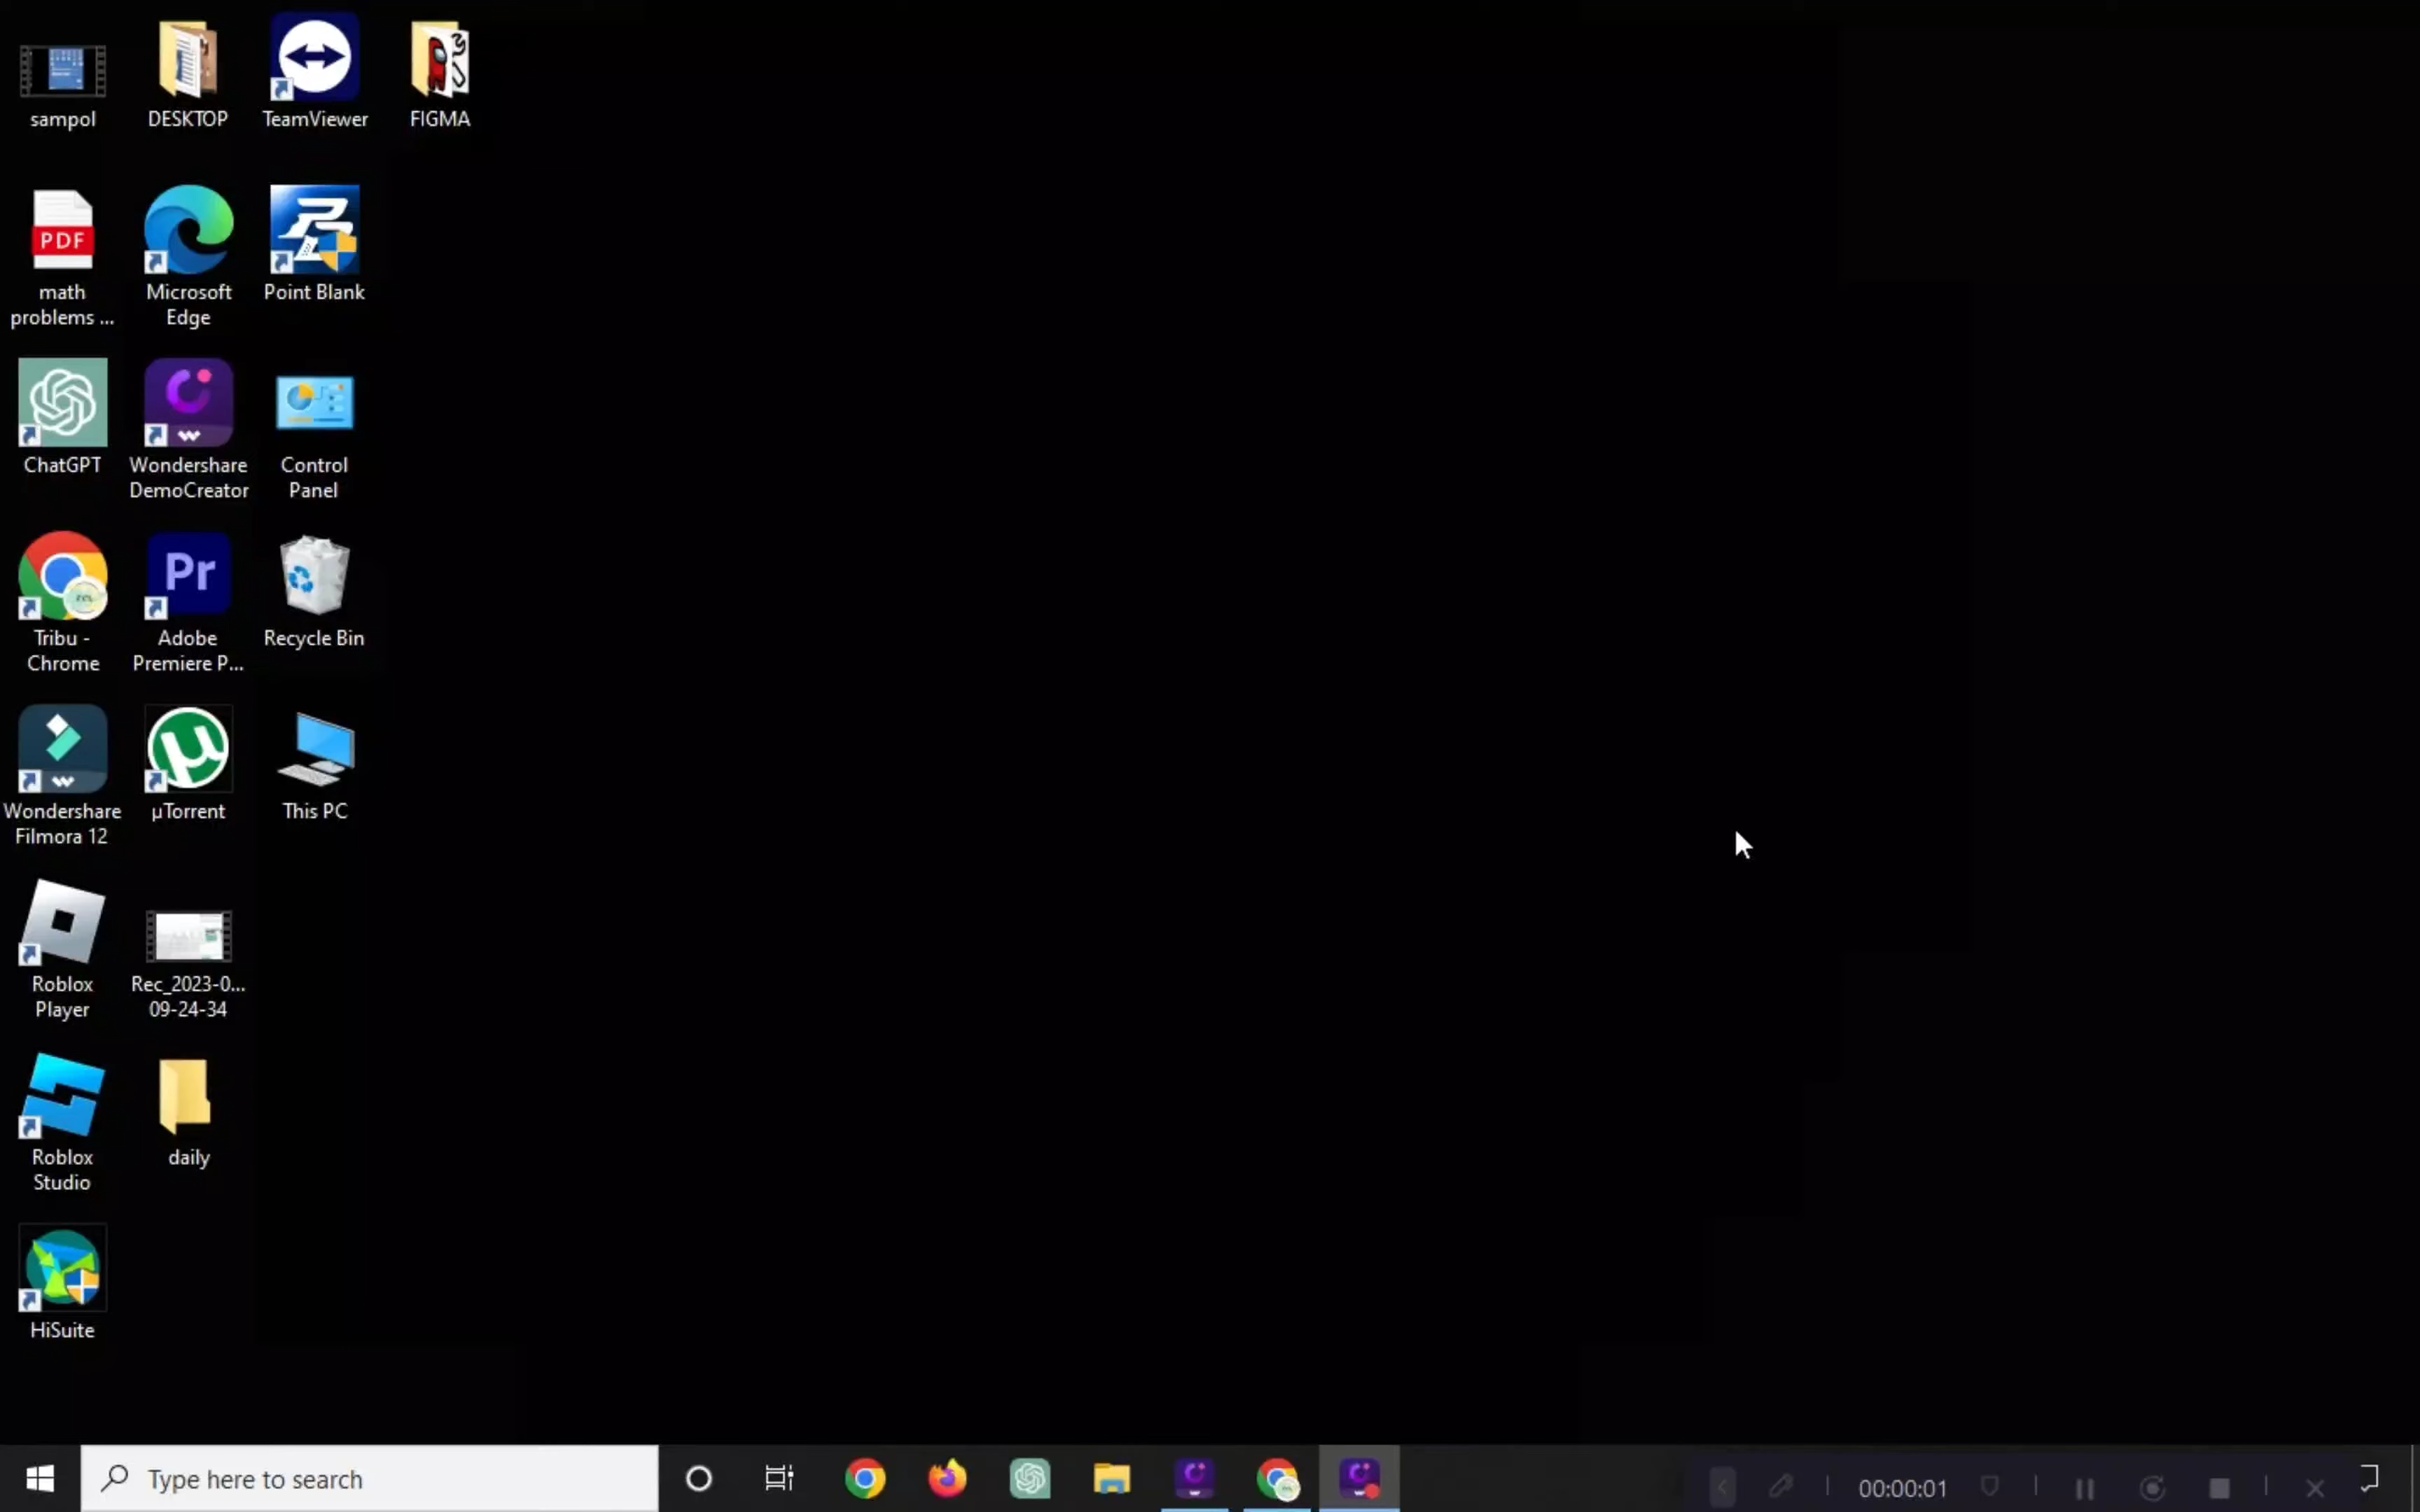 sampol
DESKTOP
TeamViewer
FIGMA
PDF
math
problems ...
Microsoft
Edge
Point Blank
ChatGPT
Wondershare
DemoCreator
Control
Panel
Tribu -
Chrome
Pr
Adobe
Premiere P...
Recycle Bin
Wondershare
Filmora 12
µTorrent
This PC
Roblox
Player
Rec_2023-0...
09-24-34
Roblox
Studio
daily
HiSuite
Type here to search
00:00:01